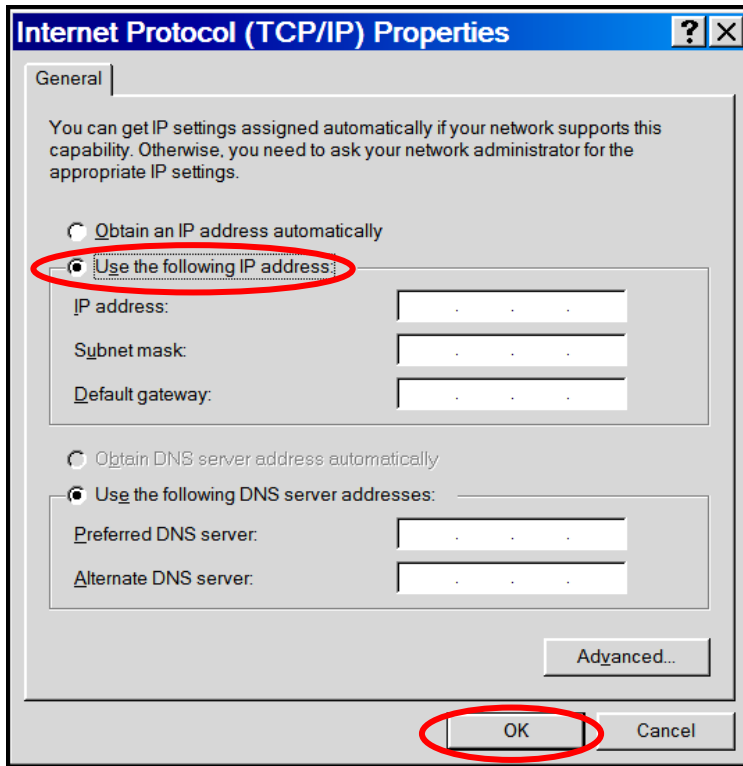 Internet Protocol (TCP/IP) Properties ? X
General
You can get IP settings assigned automatically if your network supports this
capability. Otherwise, you need to ask your network administrator for the
appropriate IP settings.
Obtain an IP address automatically
Use the following IP address:
IP address: . . .
Subnet mask: . . .
Default gateway: . . .
Obtain DNS server address automatically
Use the following DNS server addresses:
Preferred DNS server: . . .
Alternate DNS server: . . .
Advanced...
OK Cancel